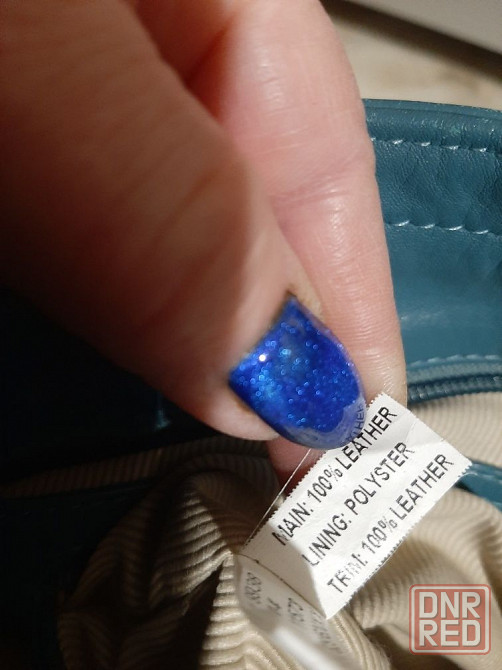 MAIN: 100% LEATHER
LINING: POLYSTER
TRIM: 100% LEATHER
DNR
RED